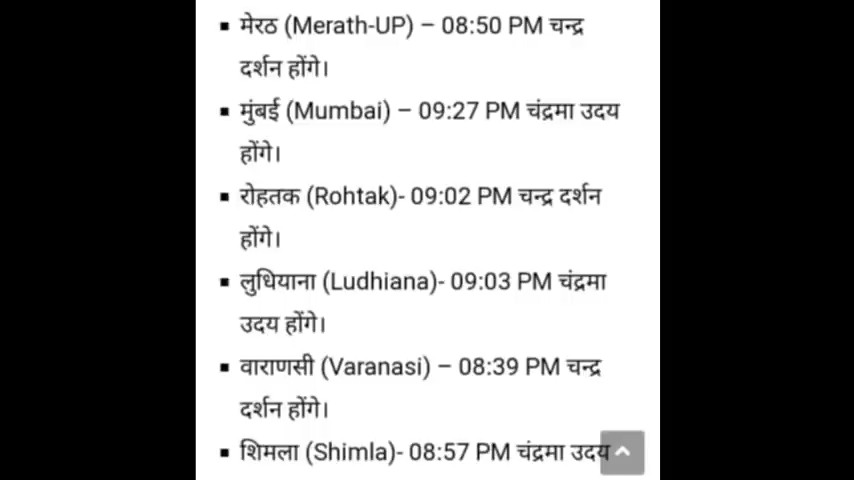 ▪ मेरठ (Merath-UP) – 08:50 PM चन्द्र
दर्शन होंगे।
▪ मुंबई (Mumbai) – 09:27 PM चंद्रमा उदय
होंगे।
▪ रोहतक (Rohtak)- 09:02 PM चन्द्र दर्शन
होंगे।
▪ लुधियाना (Ludhiana)- 09:03 PM चंद्रमा
उदय होंगे।
▪ वाराणसी (Varanasi) – 08:39 PM चन्द्र
दर्शन होंगे।
▪ शिमला (Shimla)- 08:57 PM चंद्रमा उदय